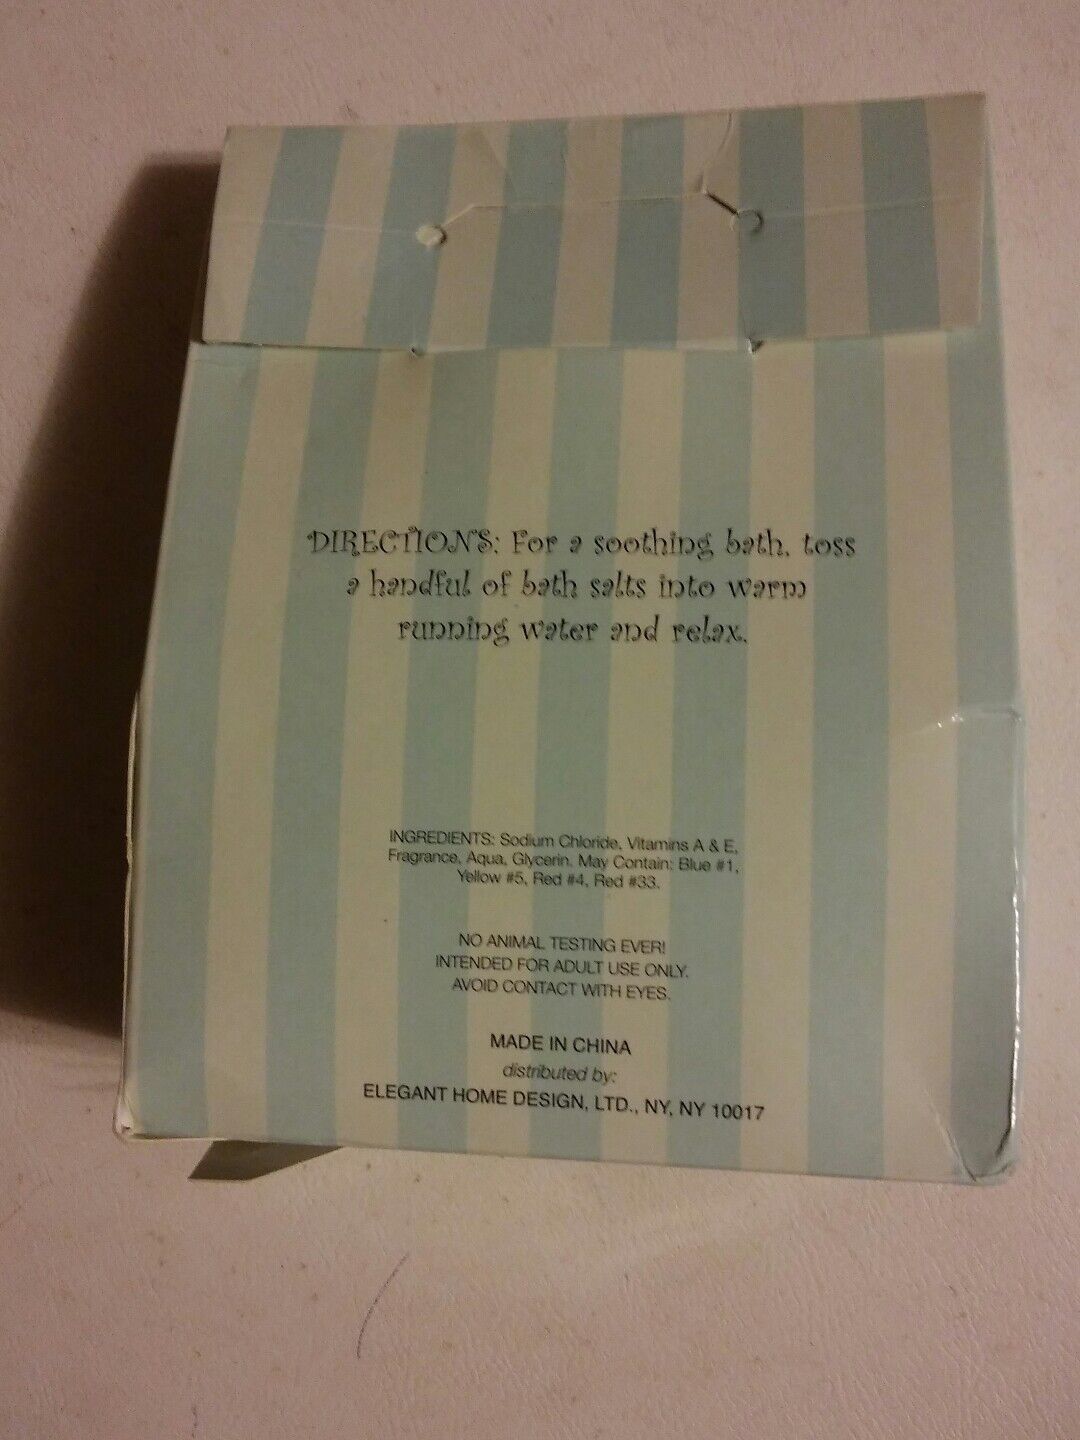 DIRECTIONS: For a soothing bath, toss
a handful of bath salts into warm
running water and relax.
INGREDIENTS: Sodium Chloride, Vitamins A & E,
Fragrance, Aqua, Glycerin. May Contain: Blue #1,
Yellow #5, Red #4, Red #33.
NO ANIMAL TESTING EVER!
INTENDED FOR ADULT USE ONLY.
AVOID CONTACT WITH EYES.
MADE IN CHINA
distributed by:
ELEGANT HOME DESIGN, LTD., NY, NY 10017